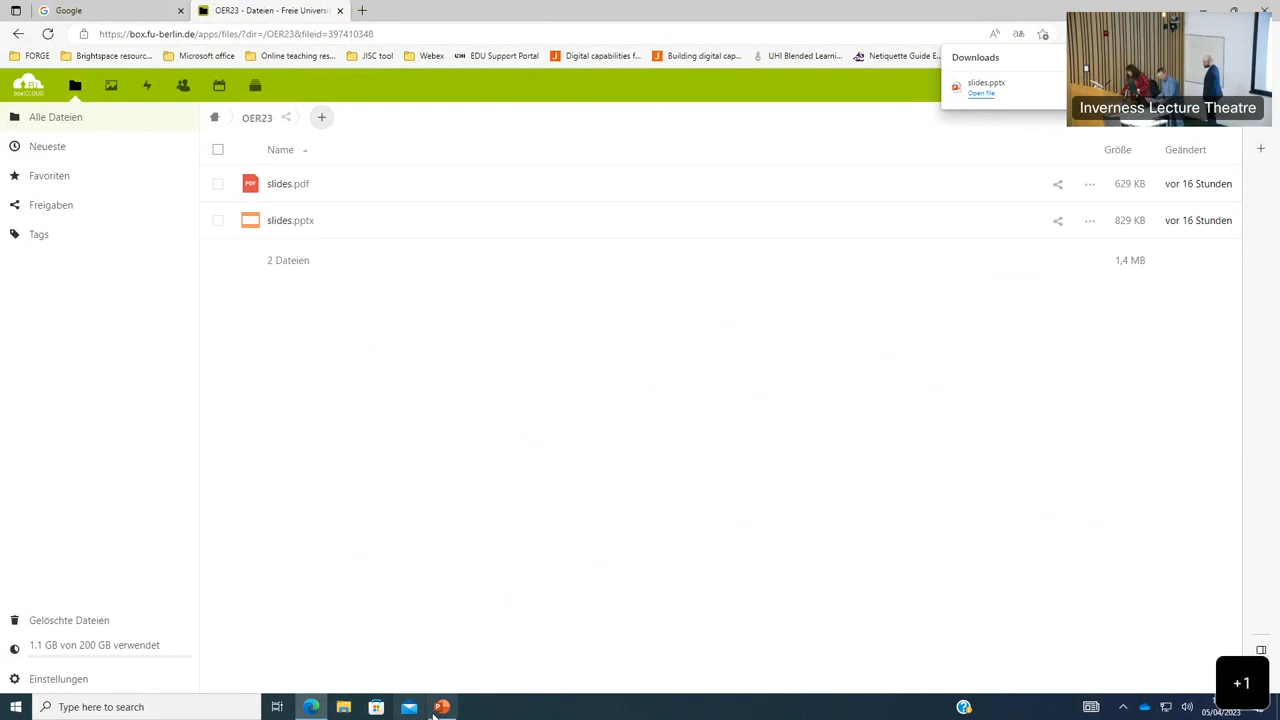 Google
OER23 - Dateien - Freie Universit
https://box.fu-berlin.de/apps/files/?dir=/OER23&fileid=397410348
FORGE
Brightspace resourc...
Microsoft office
Online teaching res...
JISC tool
Webex
EDU Support Portal
Digital capabilities f...
Building digital cap...
UHI Blended Learni...
Netiquette Guide E...
Downloads
slides.pptx
Open file
Inverness Lecture Theatre
box.CLOUD
Alle Dateien
OER23
Neueste
Name
Größe
Geändert
Favoriten
PDF
slides.pdf
629 KB
vor 16 Stunden
Freigaben
slides.pptx
829 KB
vor 16 Stunden
Tags
2 Dateien
1,4 MB
Gelöschte Dateien
1.1 GB von 200 GB verwendet
Einstellungen
+1
Type here to search
05/04/2023